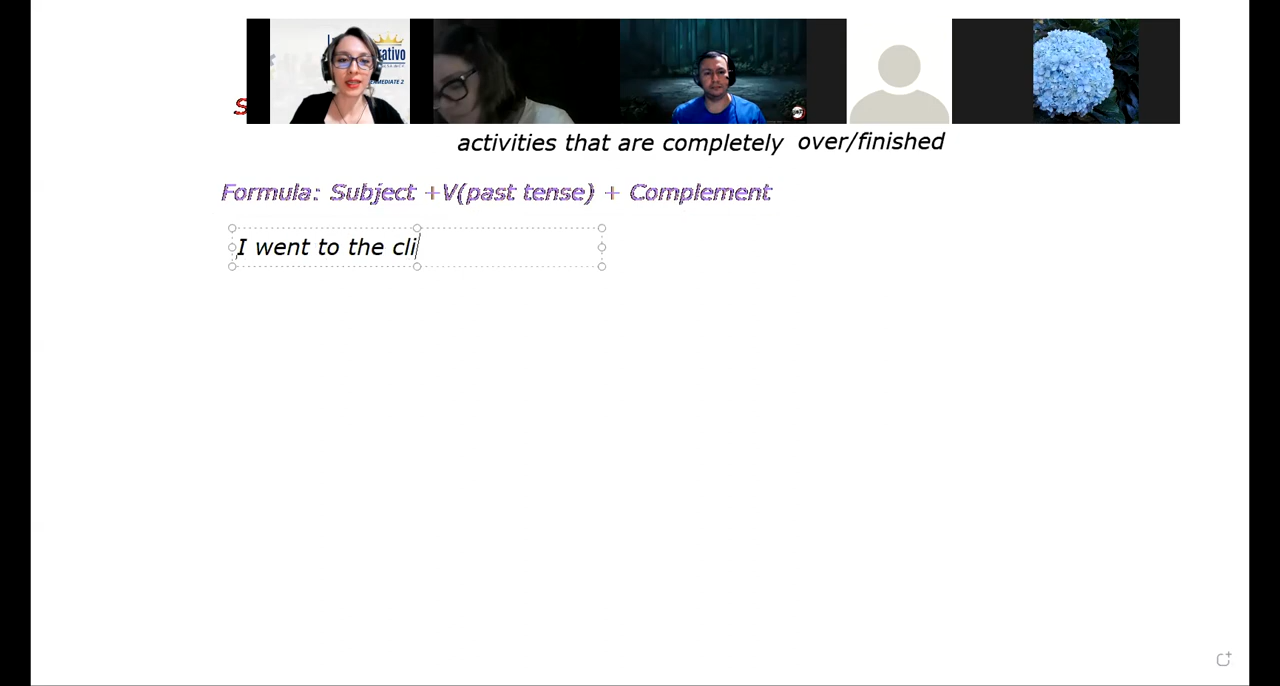 S
activities that are completely over/finished
Formula: Subject +V(past tense) + Complement
I went to the cli